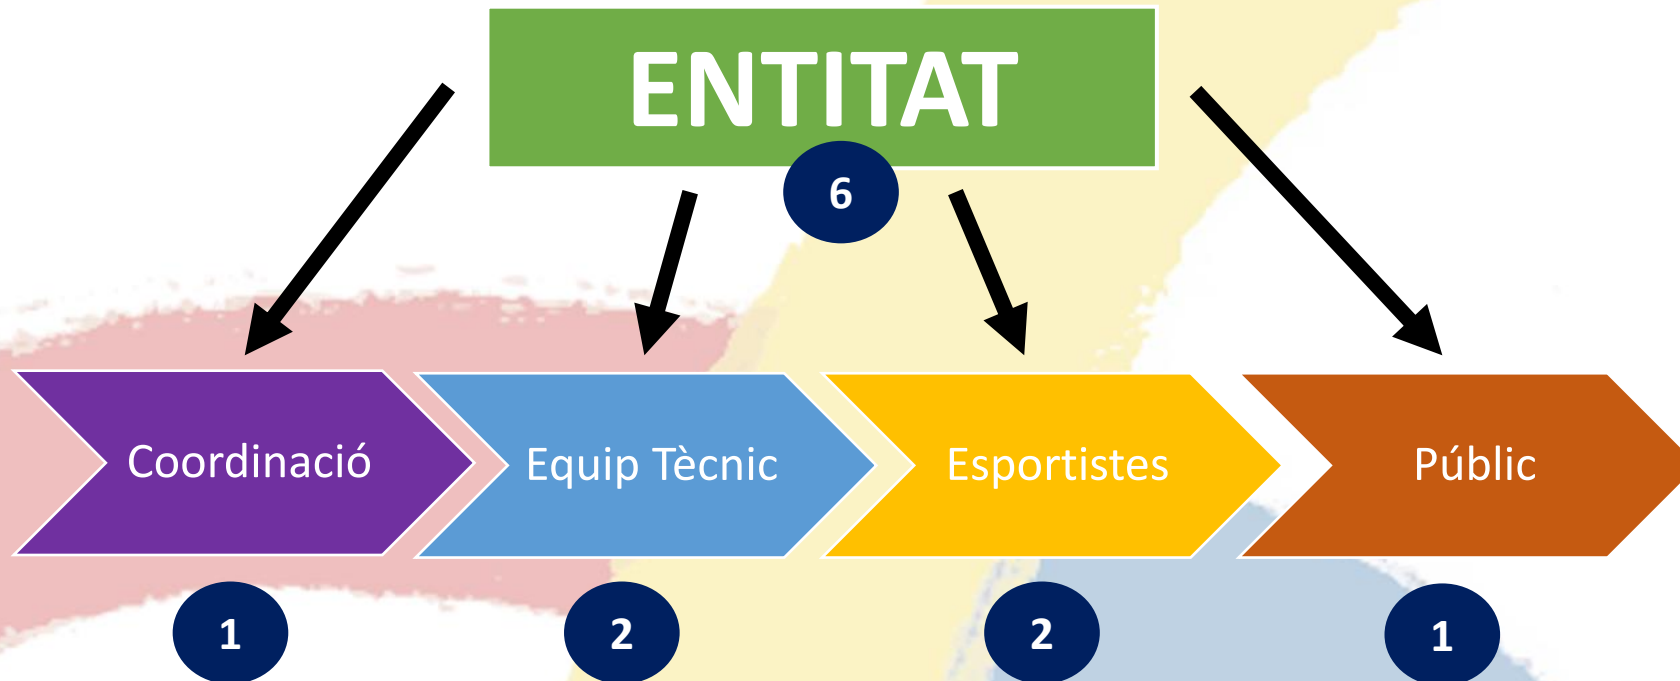 ENTITAT
6
Coordinació
Equip Tècnic
Esportistes
Públic
1
2
2
1